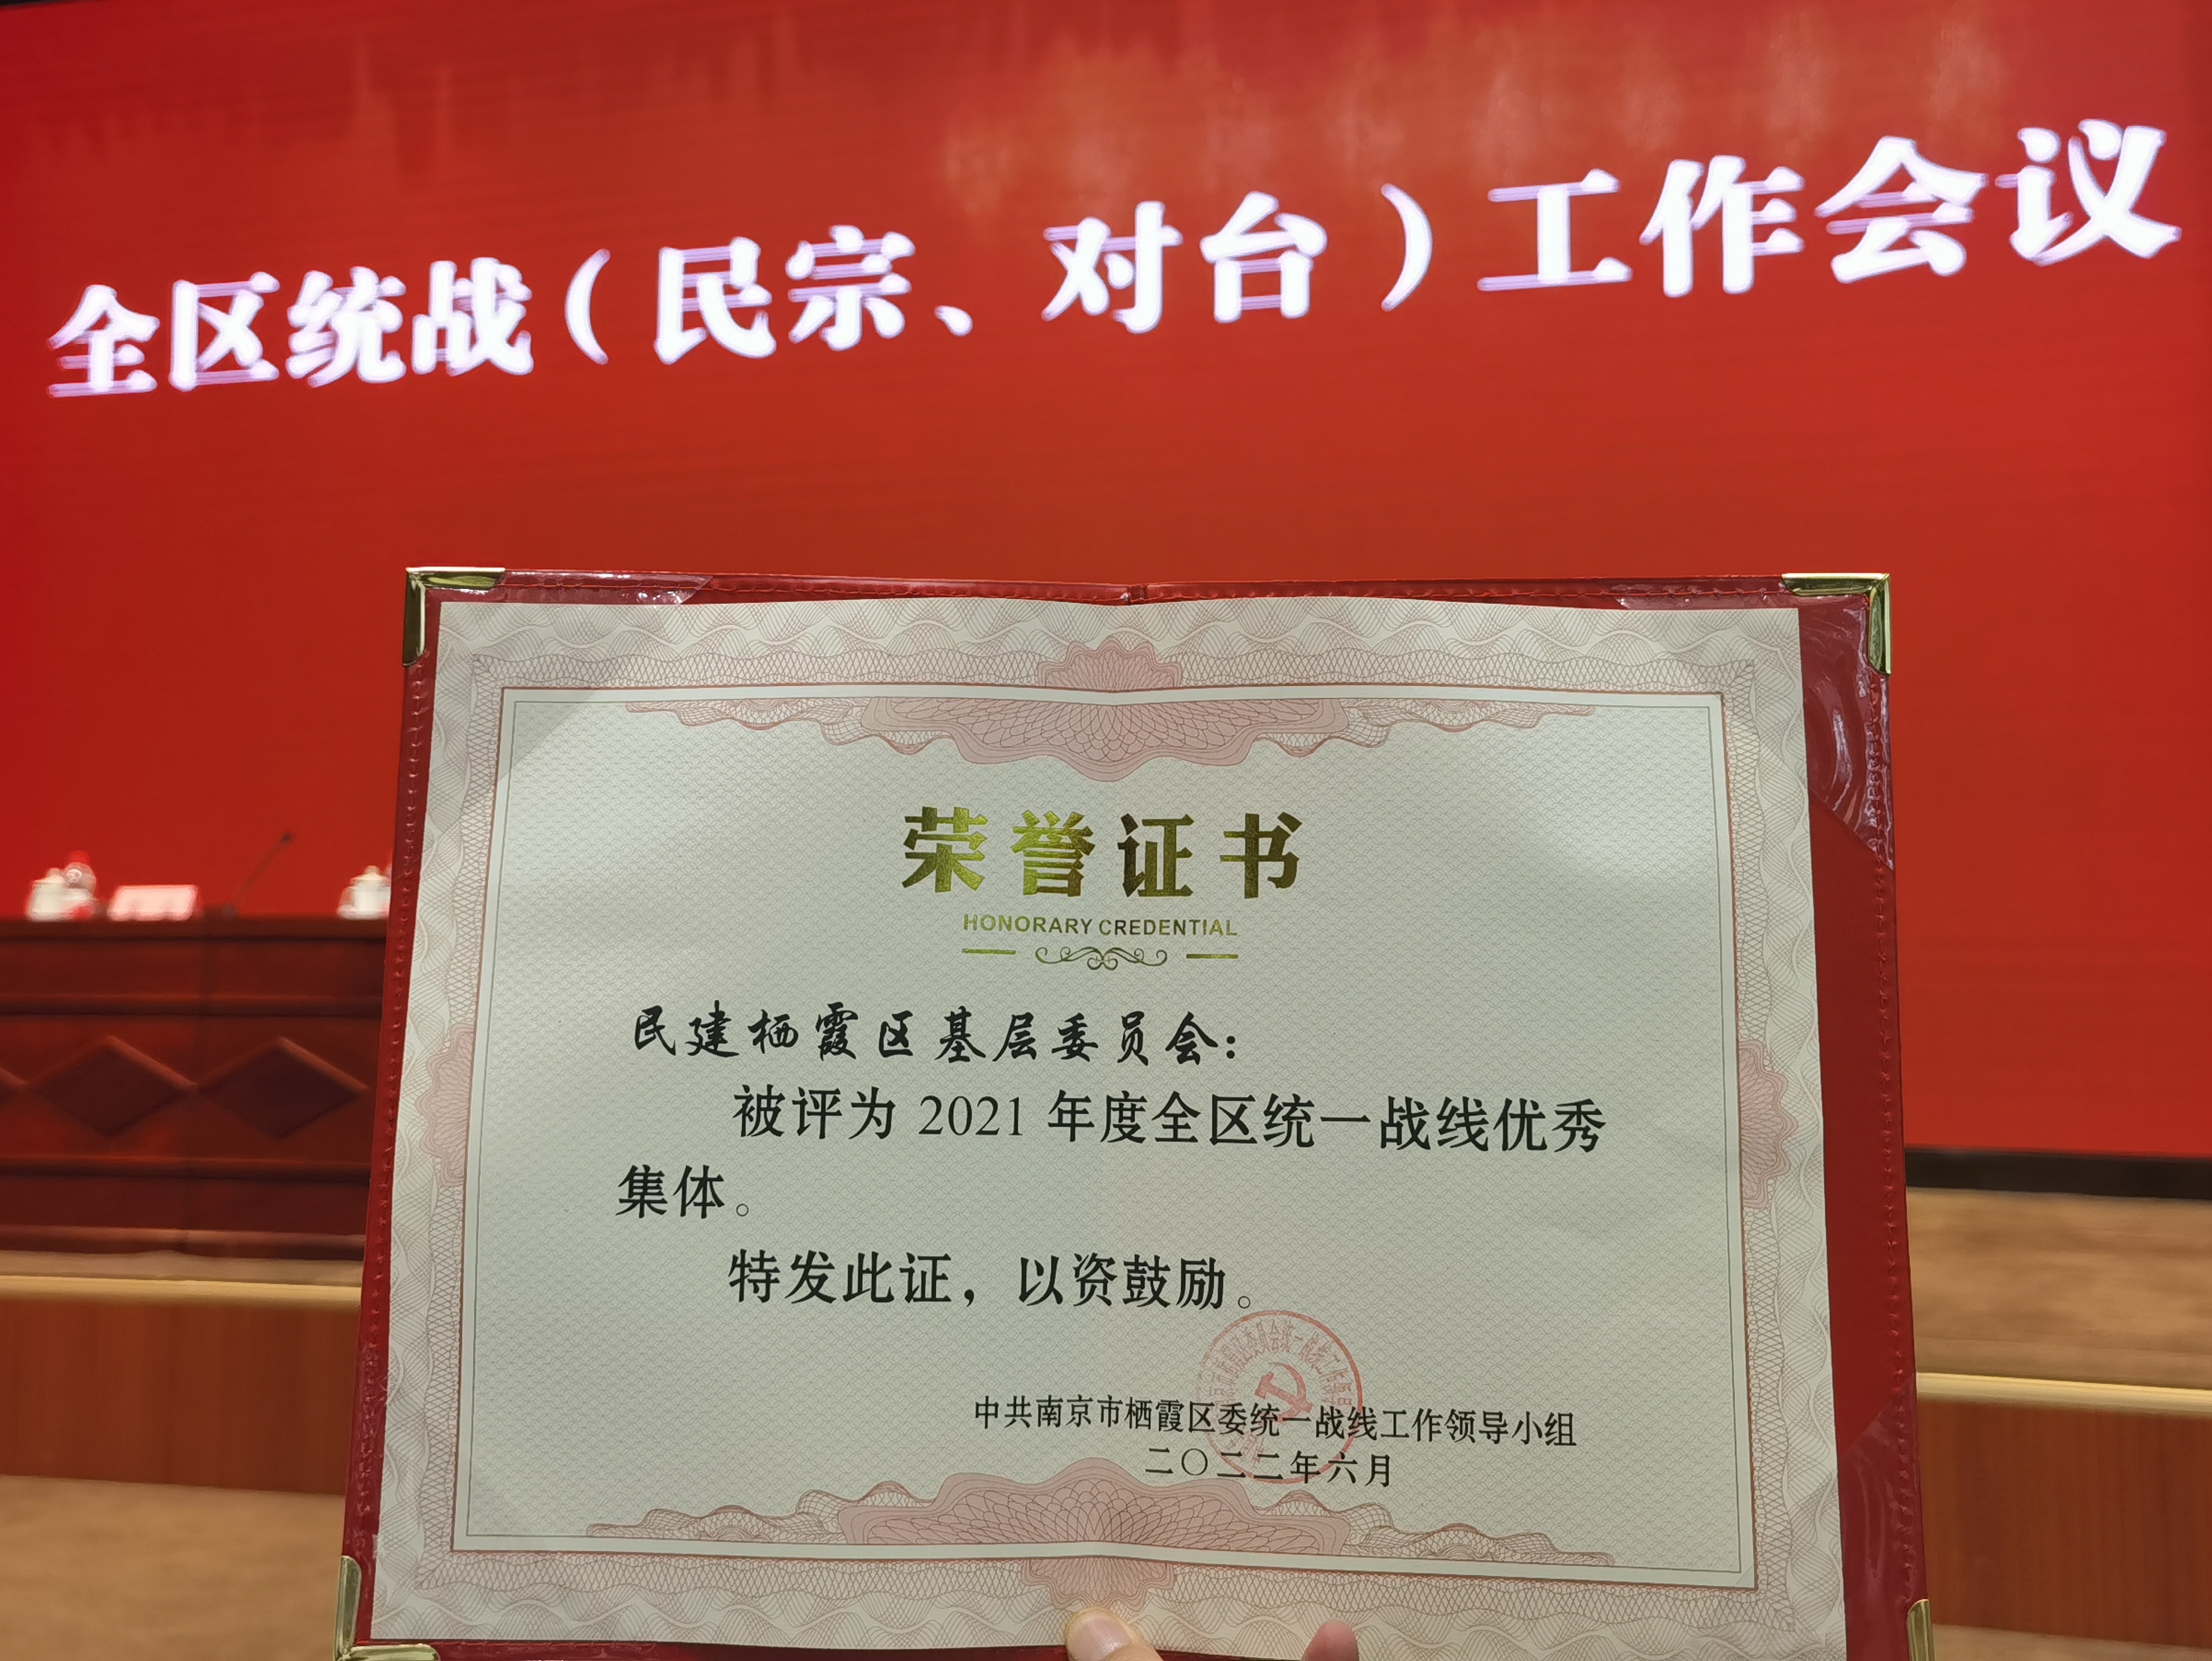 全区统战（民宗、对台）工作会议
荣誉证书
HONORARY CREDENTIAL
民建栖霞区基层委员会：
被评为 2021 年度全区统一战线优秀
集体。
特发此证，以资鼓励。
中共南京市栖霞区委统一战线工作领导小组
二〇二二年六月